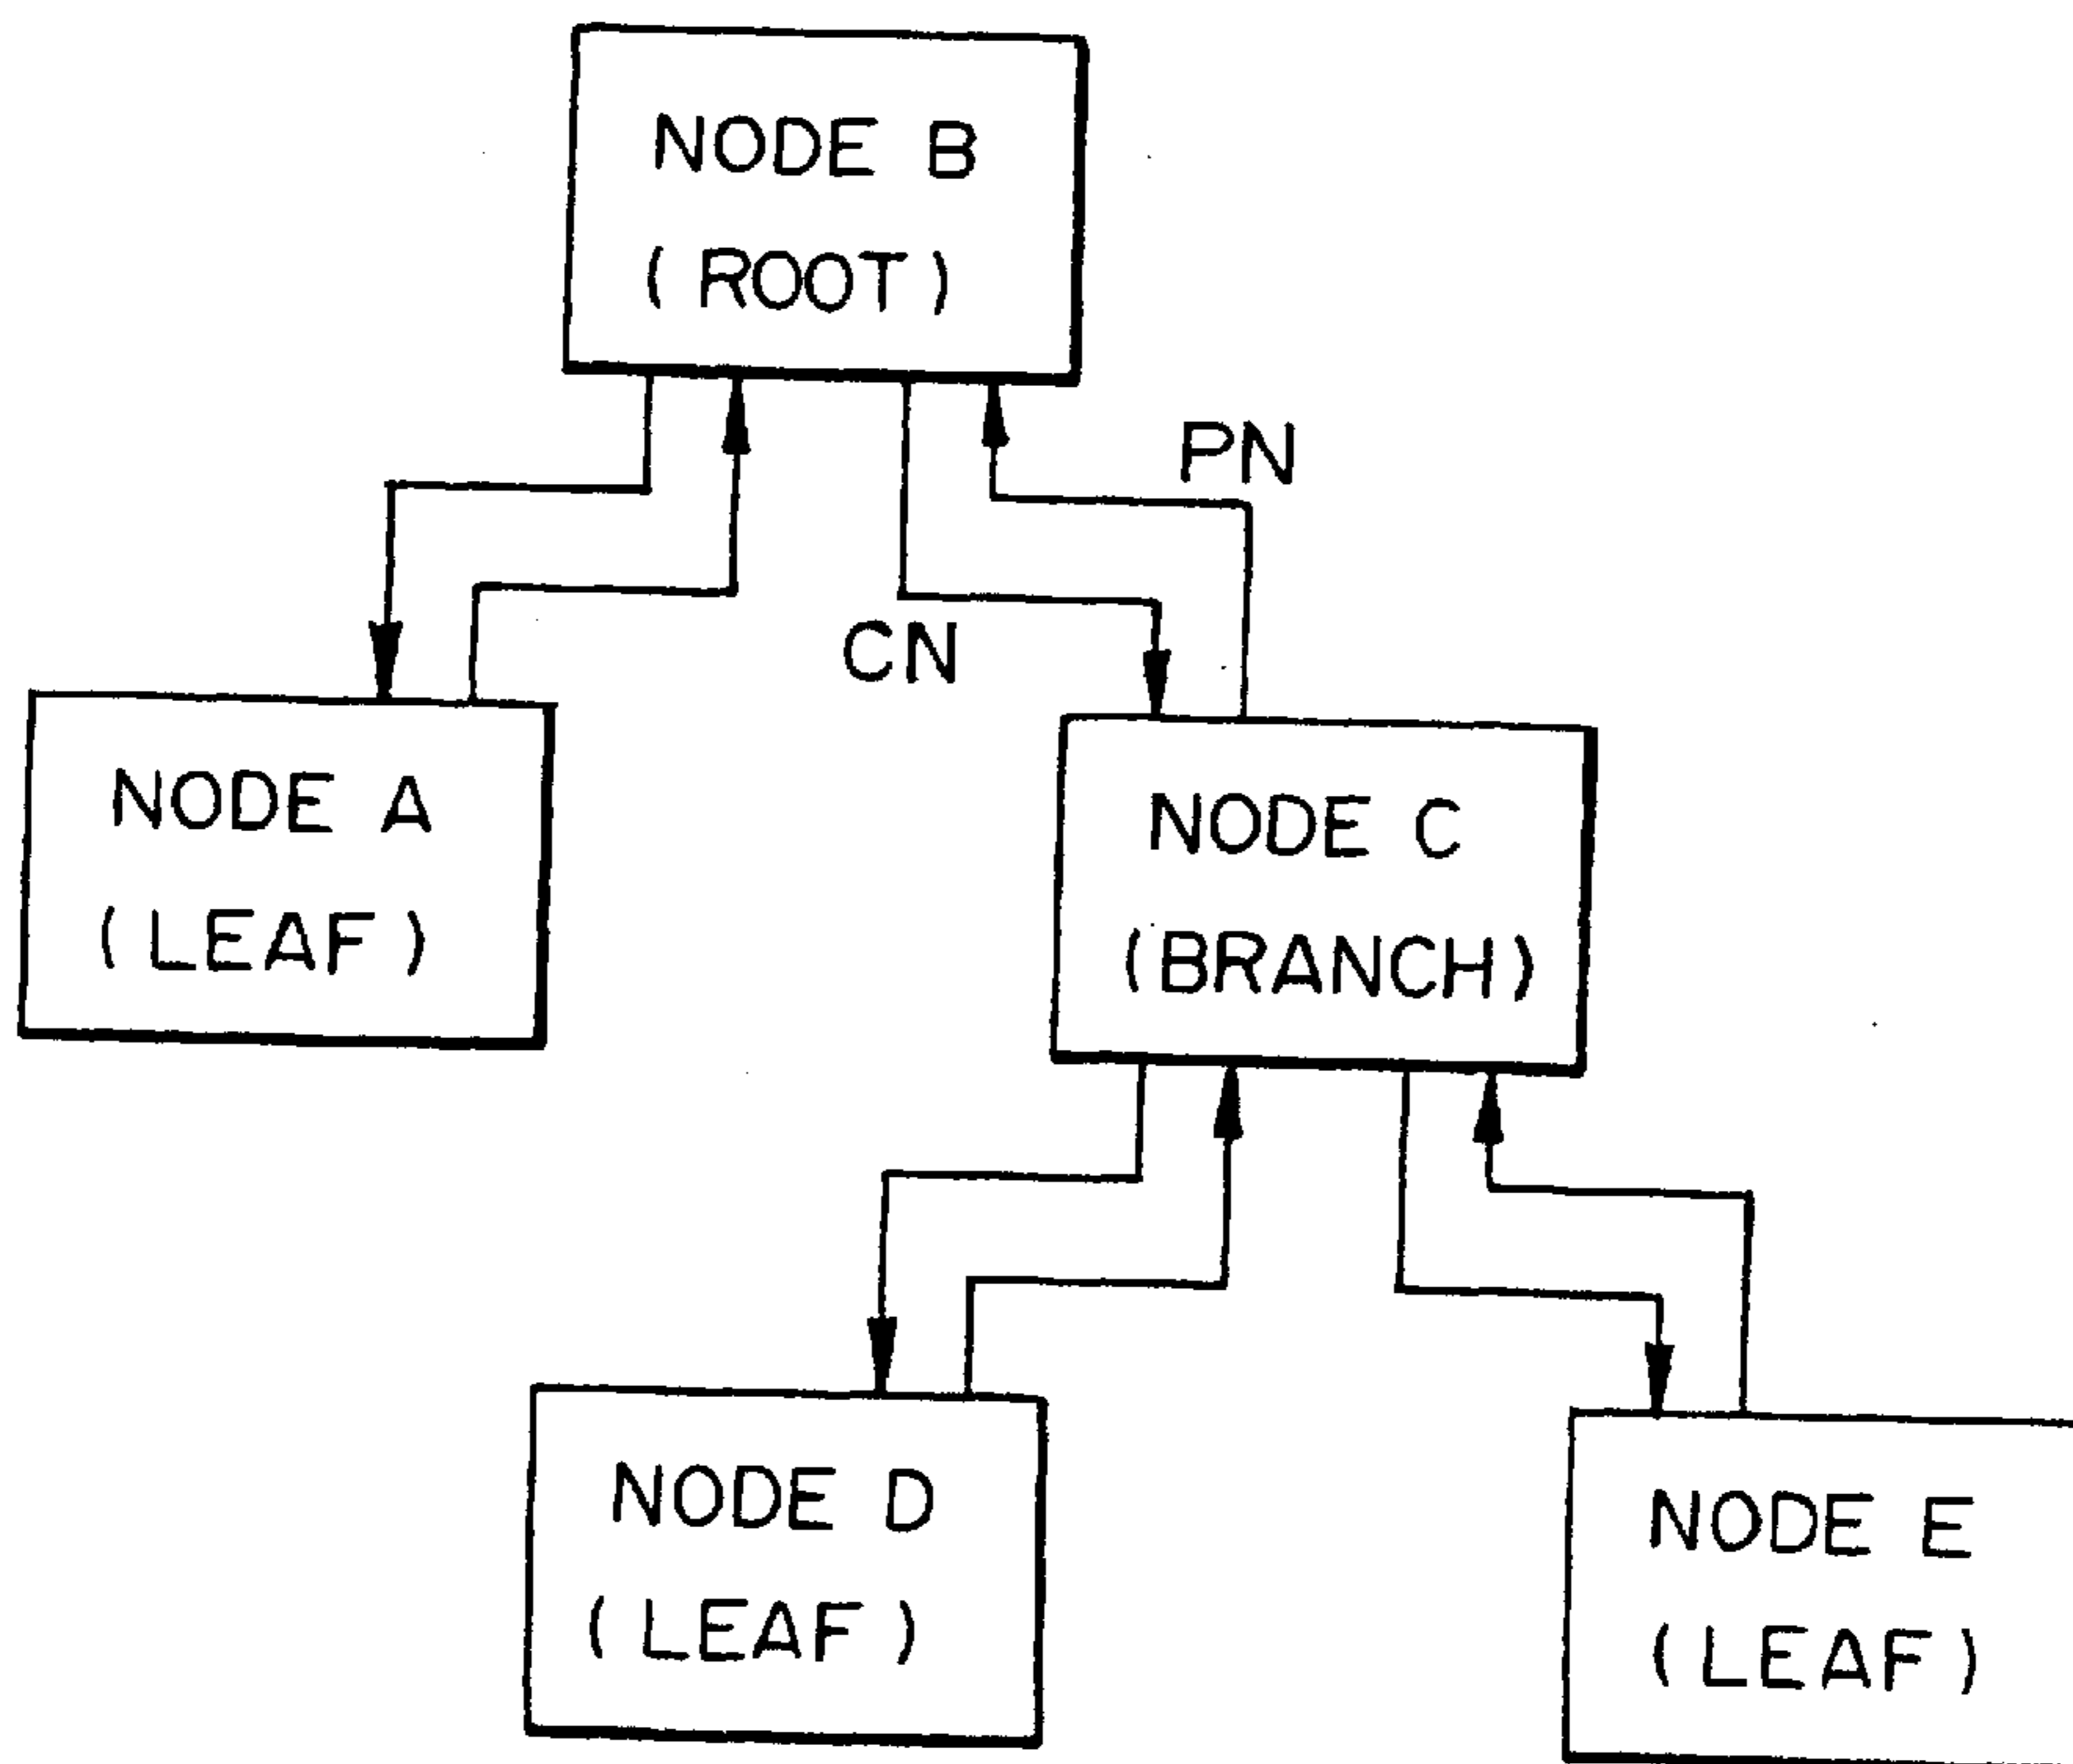 NODE B
(ROOT)
PN
CN
NODE A
(LEAF)
NODE C
(BRANCH)
NODE D
(LEAF)
NODE E
(LEAF)